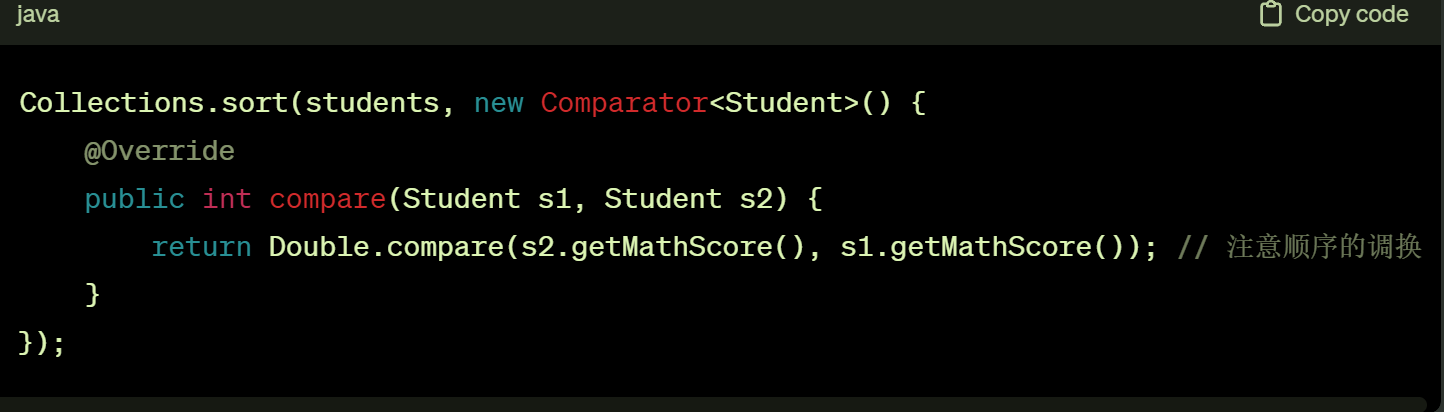 java
Copy code
Collections.sort(students, new Comparator<Student>() {
    @Override
    public int compare(Student s1, Student s2) {
        return Double.compare(s2.getMathScore(), s1.getMathScore()); // 注意顺序的调换
    }
});